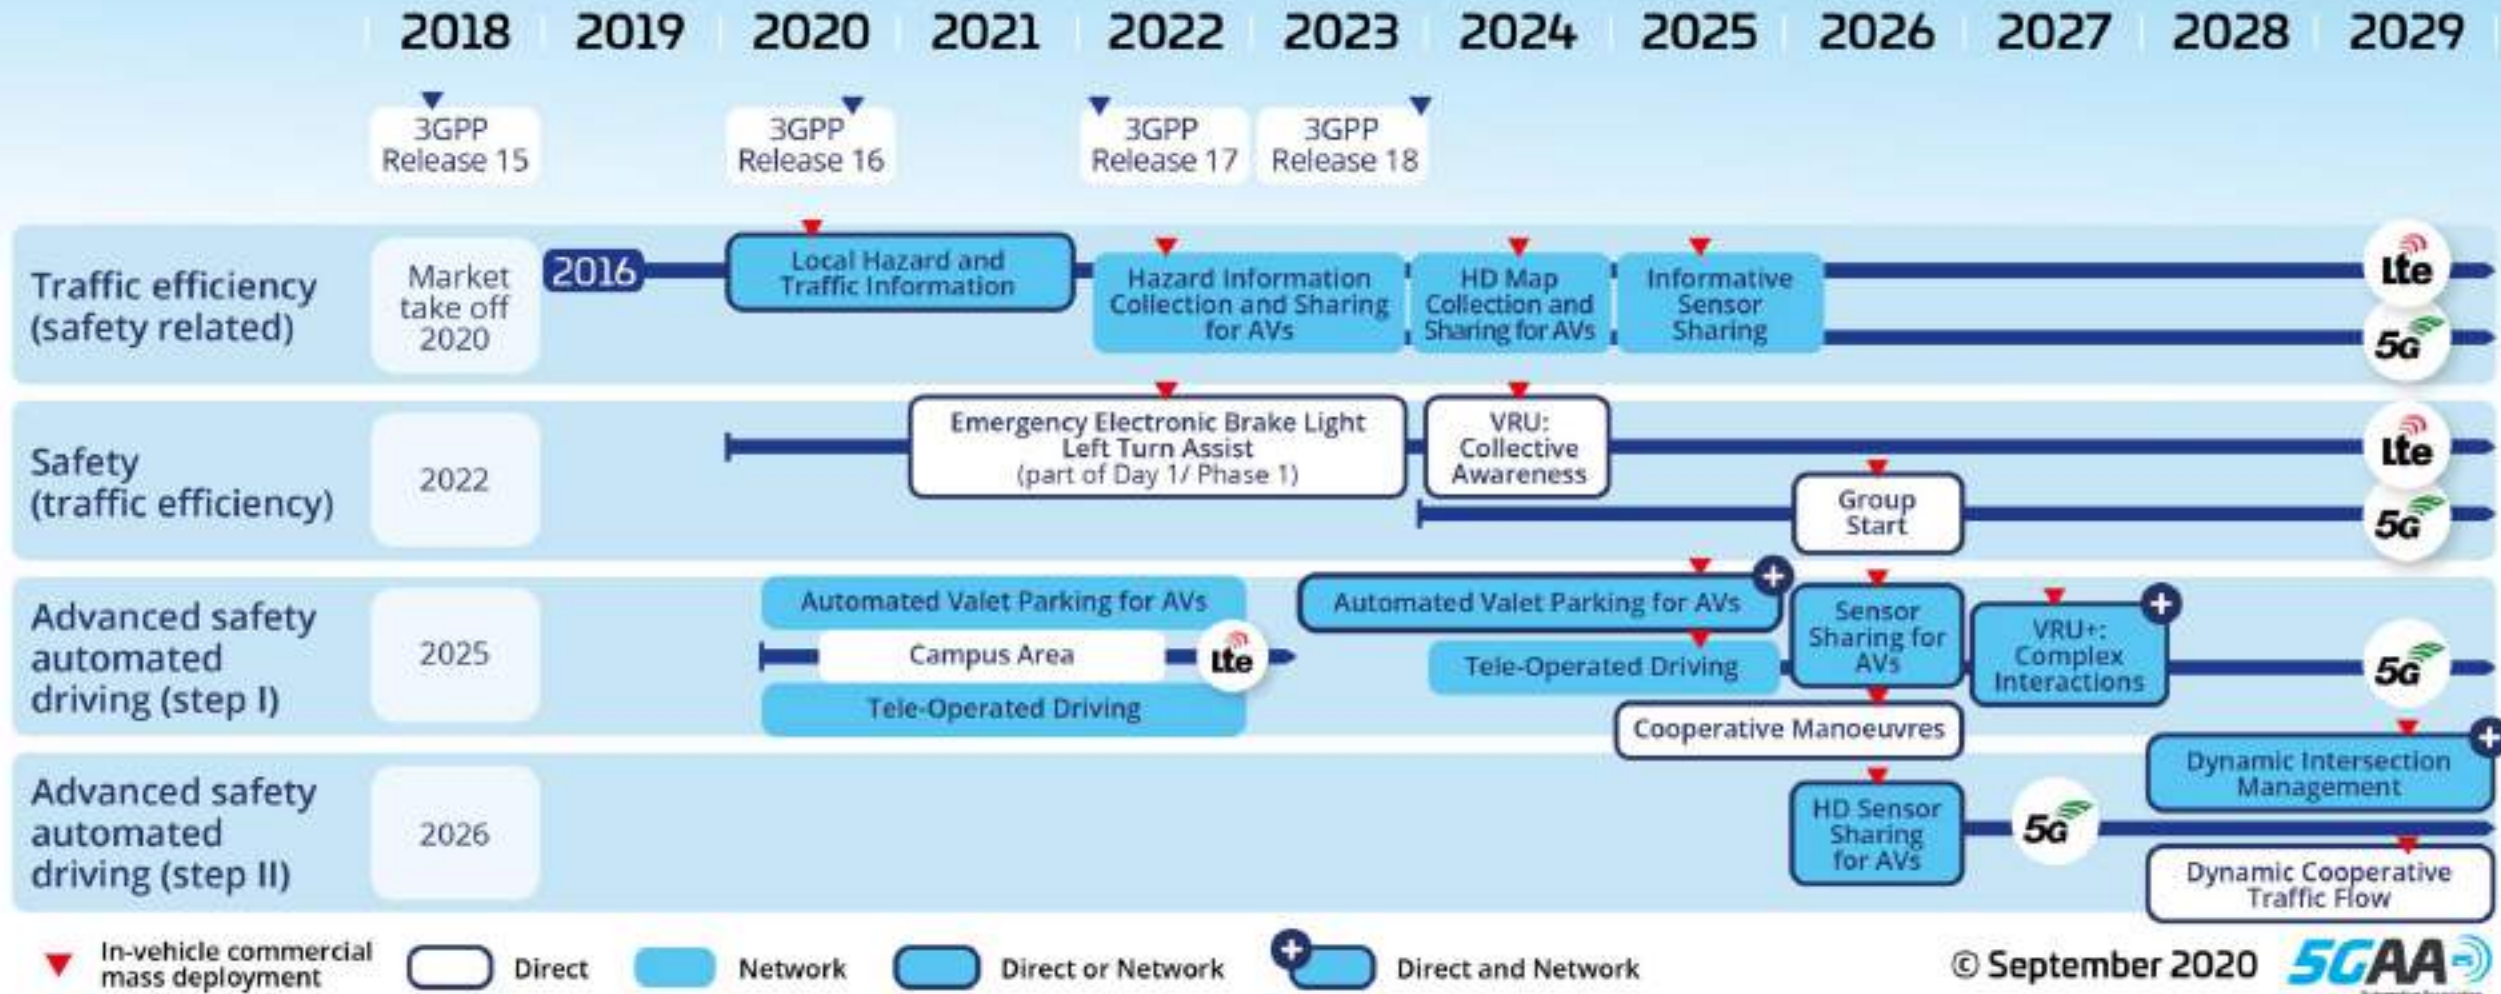 2018 2019 2020 2021 2022 2023 2024 2025 2026 2027 2028 2029
3GPP
Release 15
3GPP
Release 16
3GPP
Release 17
3GPP
Release 18
Traffic efficiency
(safety related)
Market
take off
2020
2016
Local Hazard and
Traffic Information
Hazard Information
Collection and Sharing
for AVs
HD Map
Collection and
Sharing for AVs
Informative
Sensor
Sharing
Lte
5G
Safety
(traffic efficiency)
2022
Emergency Electronic Brake Light
Left Turn Assist
(part of Day 1/ Phase 1)
VRU:
Collective
Awareness
Group
Start
Lte
5G
Advanced safety
automated
driving (step I)
2025
Automated Valet Parking for AVs
Campus Area
Lte
Tele-Operated Driving
Automated Valet Parking for AVs
+
Tele-Operated Driving
Sensor
Sharing for
AVs
Cooperative Manoeuvres
VRU+:
Complex
Interactions
+
5G
Advanced safety
automated
driving (step II)
2026
HD Sensor
Sharing
for AVs
5G
Dynamic Intersection
Management
+
Dynamic Cooperative
Traffic Flow
In-vehicle commercial
mass deployment
Direct
Network
Direct or Network
+
Direct and Network
© September 2020
5GAA